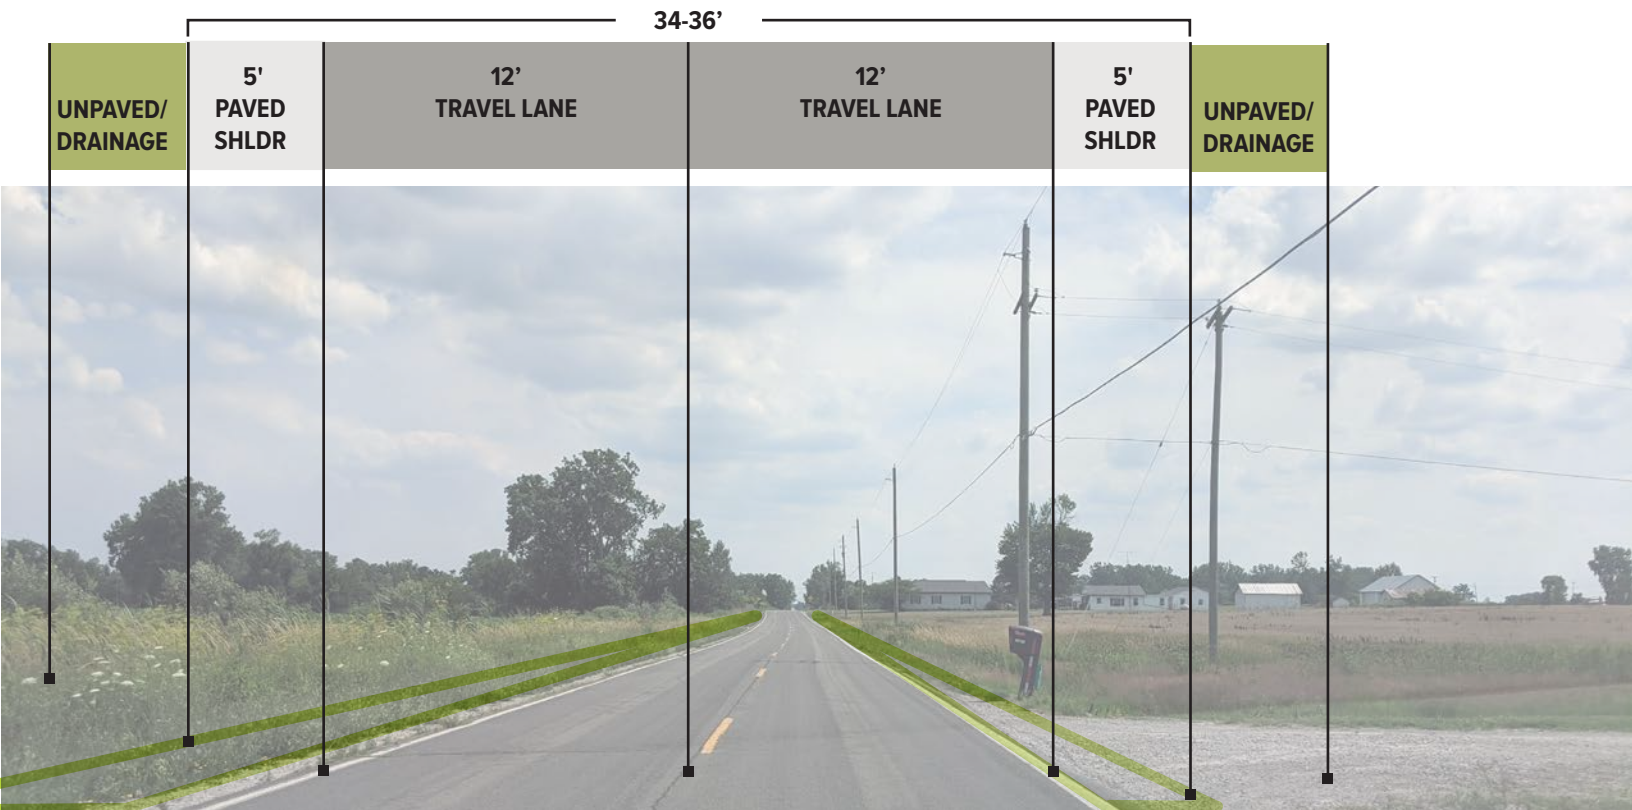 34-36’
UNPAVED/
DRAINAGE
5'
PAVED
SHLDR
12’
TRAVEL LANE
12’
TRAVEL LANE
5'
PAVED
SHLDR
UNPAVED/
DRAINAGE